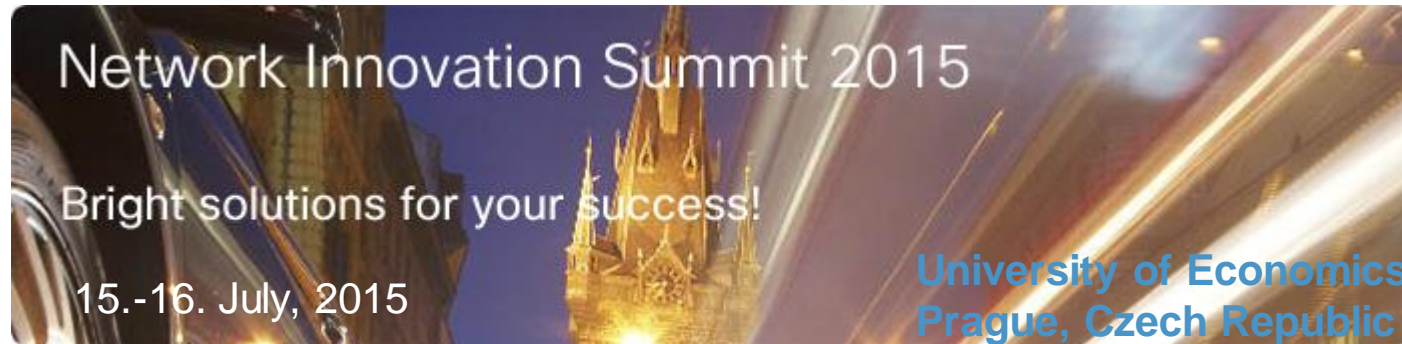 Network Innovation Summit 2015
Bright solutions for your success!
15.-16. July, 2015
University of Economics
Prague, Czech Republic